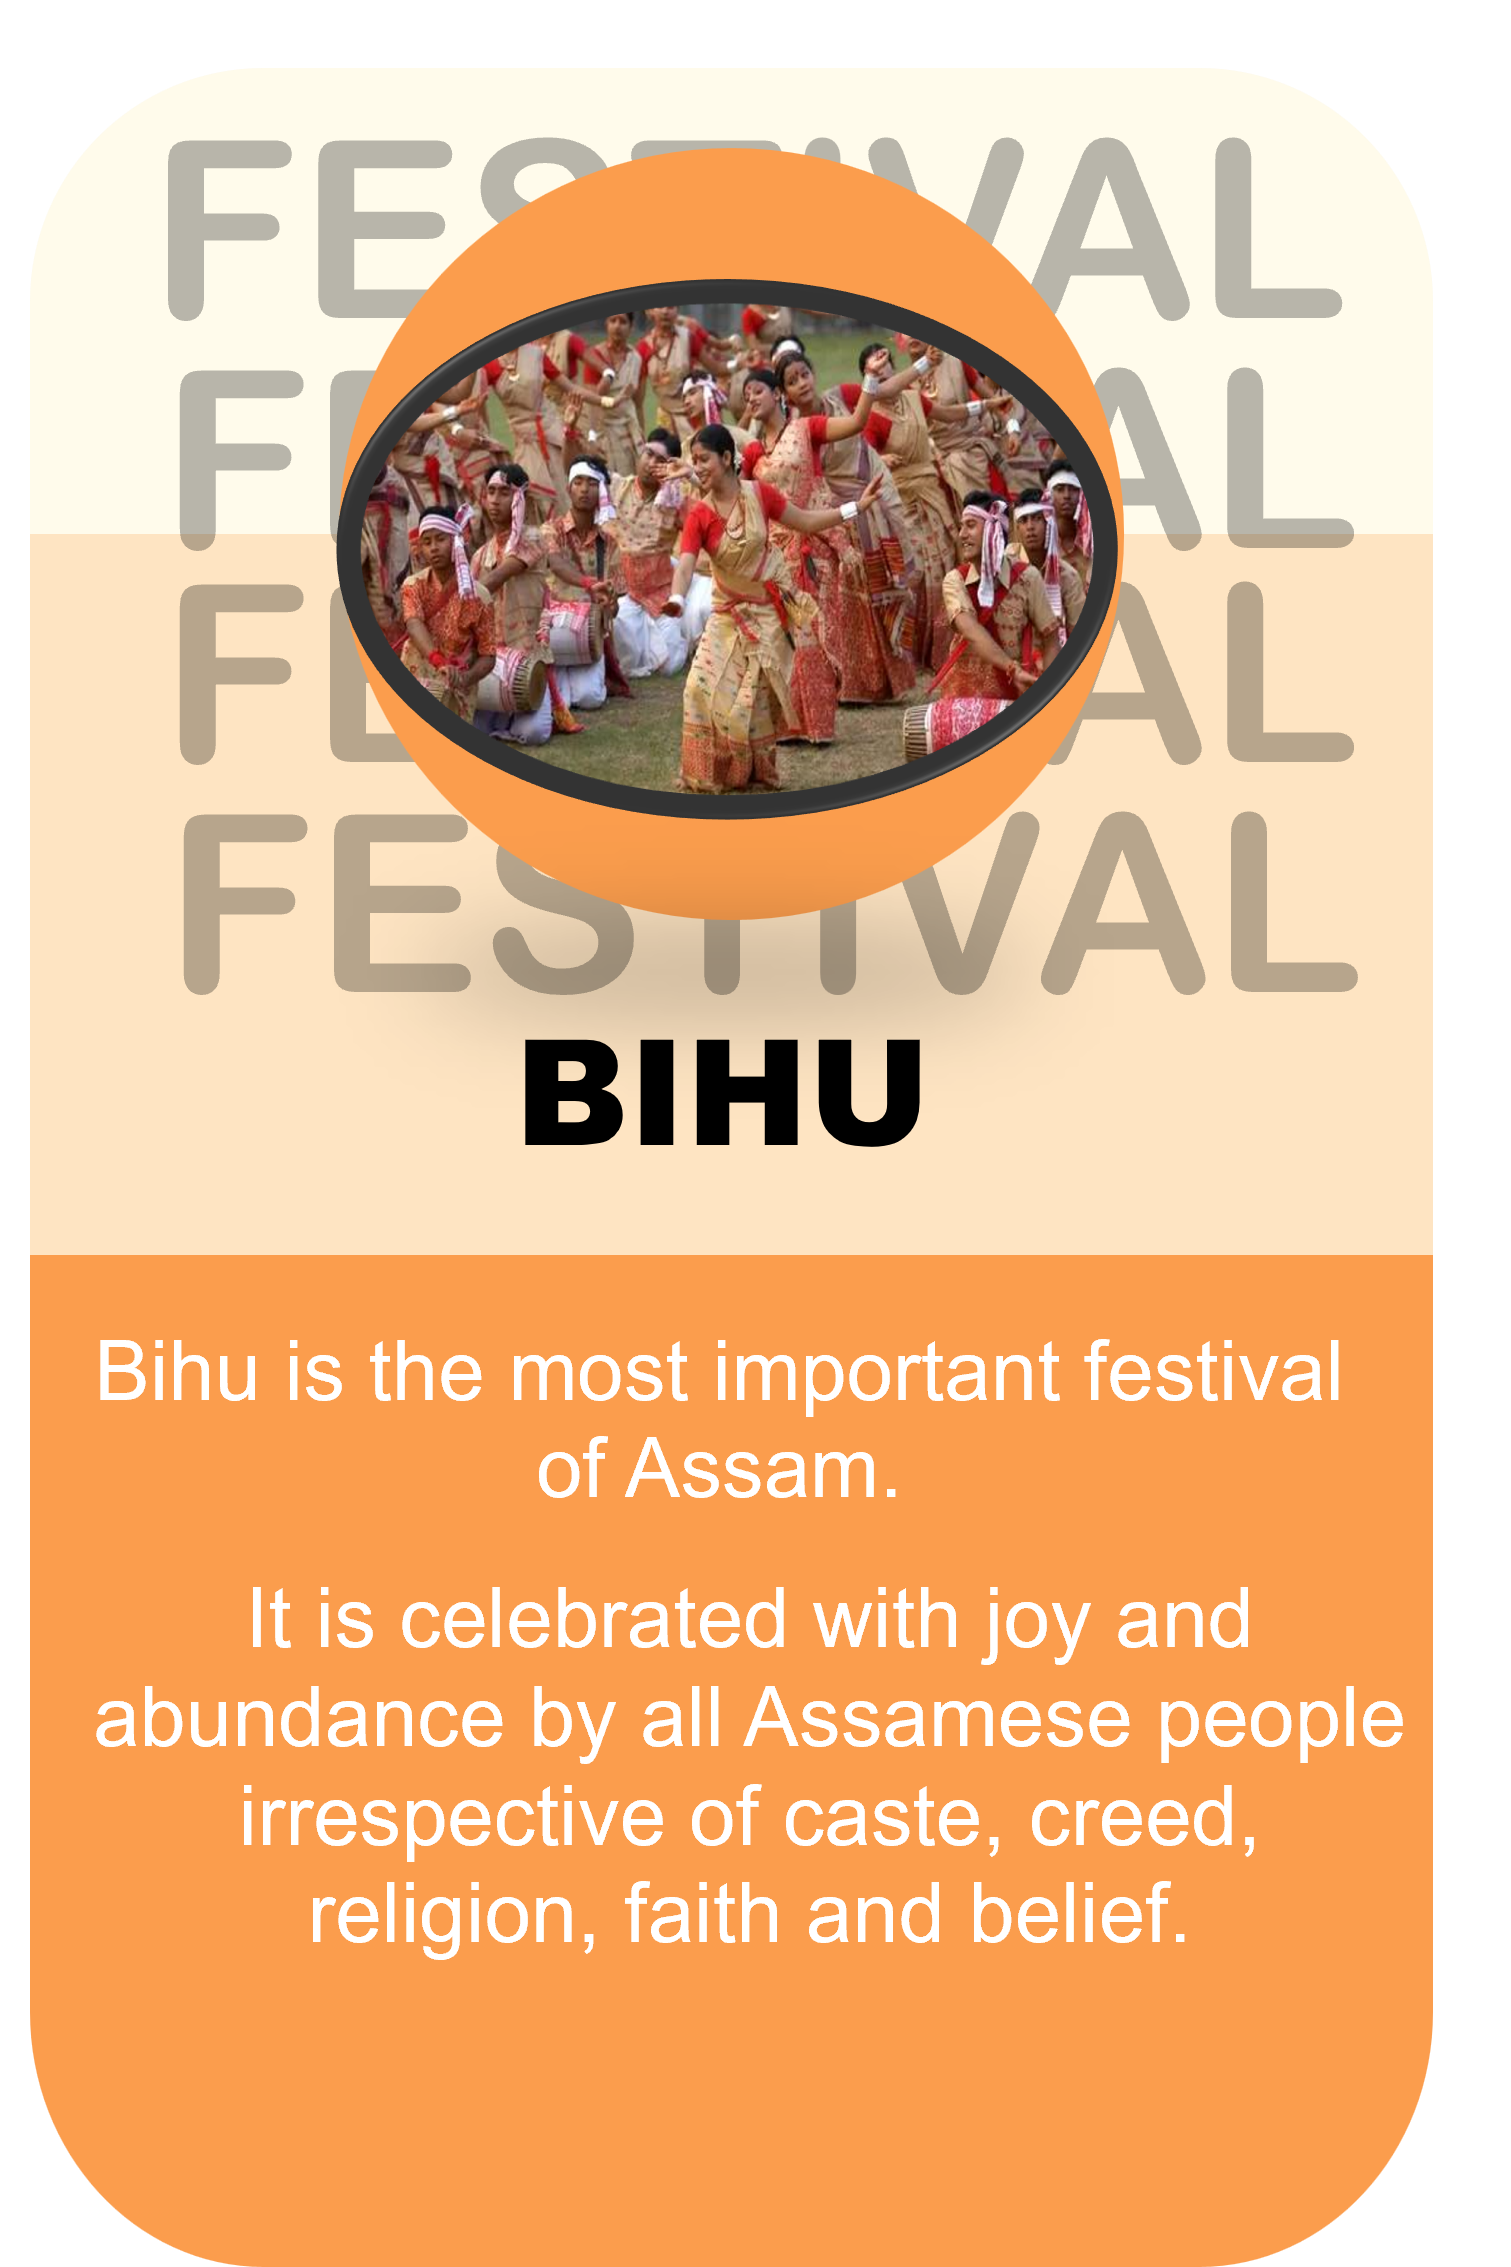 FESTIVAL
FESTIVAL
FESTIVAL
FESTIVAL
BIHU
Bihu is the most important festival
of Assam.
It is celebrated with joy and
abundance by all Assamese people
irrespective of caste, creed,
religion, faith and belief.